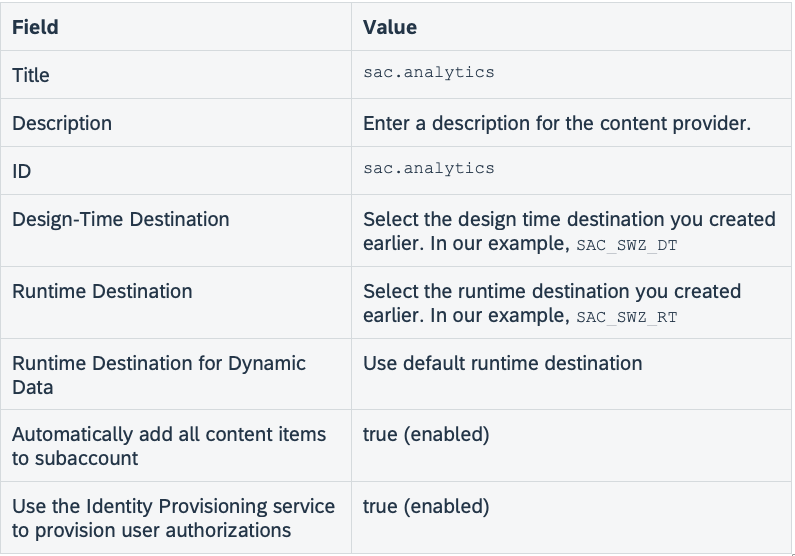 Field Value
Title sac.analytics
Description Enter a description for the content provider.
ID sac.analytics
Design-Time Destination Select the design time destination you created
earlier. In our example, SAC_SWZ_DT
Runtime Destination Select the runtime destination you created
earlier. In our example, SAC_SWZ_RT
Runtime Destination for Dynamic Use default runtime destination
Data
Automatically add all content items true (enabled)
to subaccount
Use the Identity Provisioning service true (enabled)
to provision user authorizations